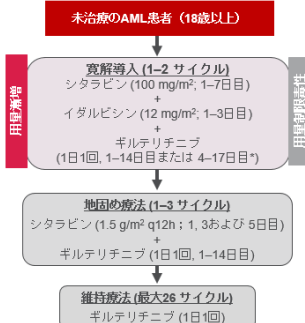 未治療のAML患者（18歳以上）
用量漸増
寛解導入 (1–2 サイクル)
シタラビン (100 mg/m²; 1–7日目)
+
イダルビシン (12 mg/m²; 1–3日目)
+
ギルテリチニブ
(1日1回, 1–14日目または 4–17日目*)
用量制限毒性
地固め療法 (1–3 サイクル)
シタラビン (1.5 g/m² q12h；1, 3および 5日目)
+
ギルテリチニブ (1日1回, 1–14日目)
維持療法 (最大26 サイクル)
ギルテリチニブ (1日1回)